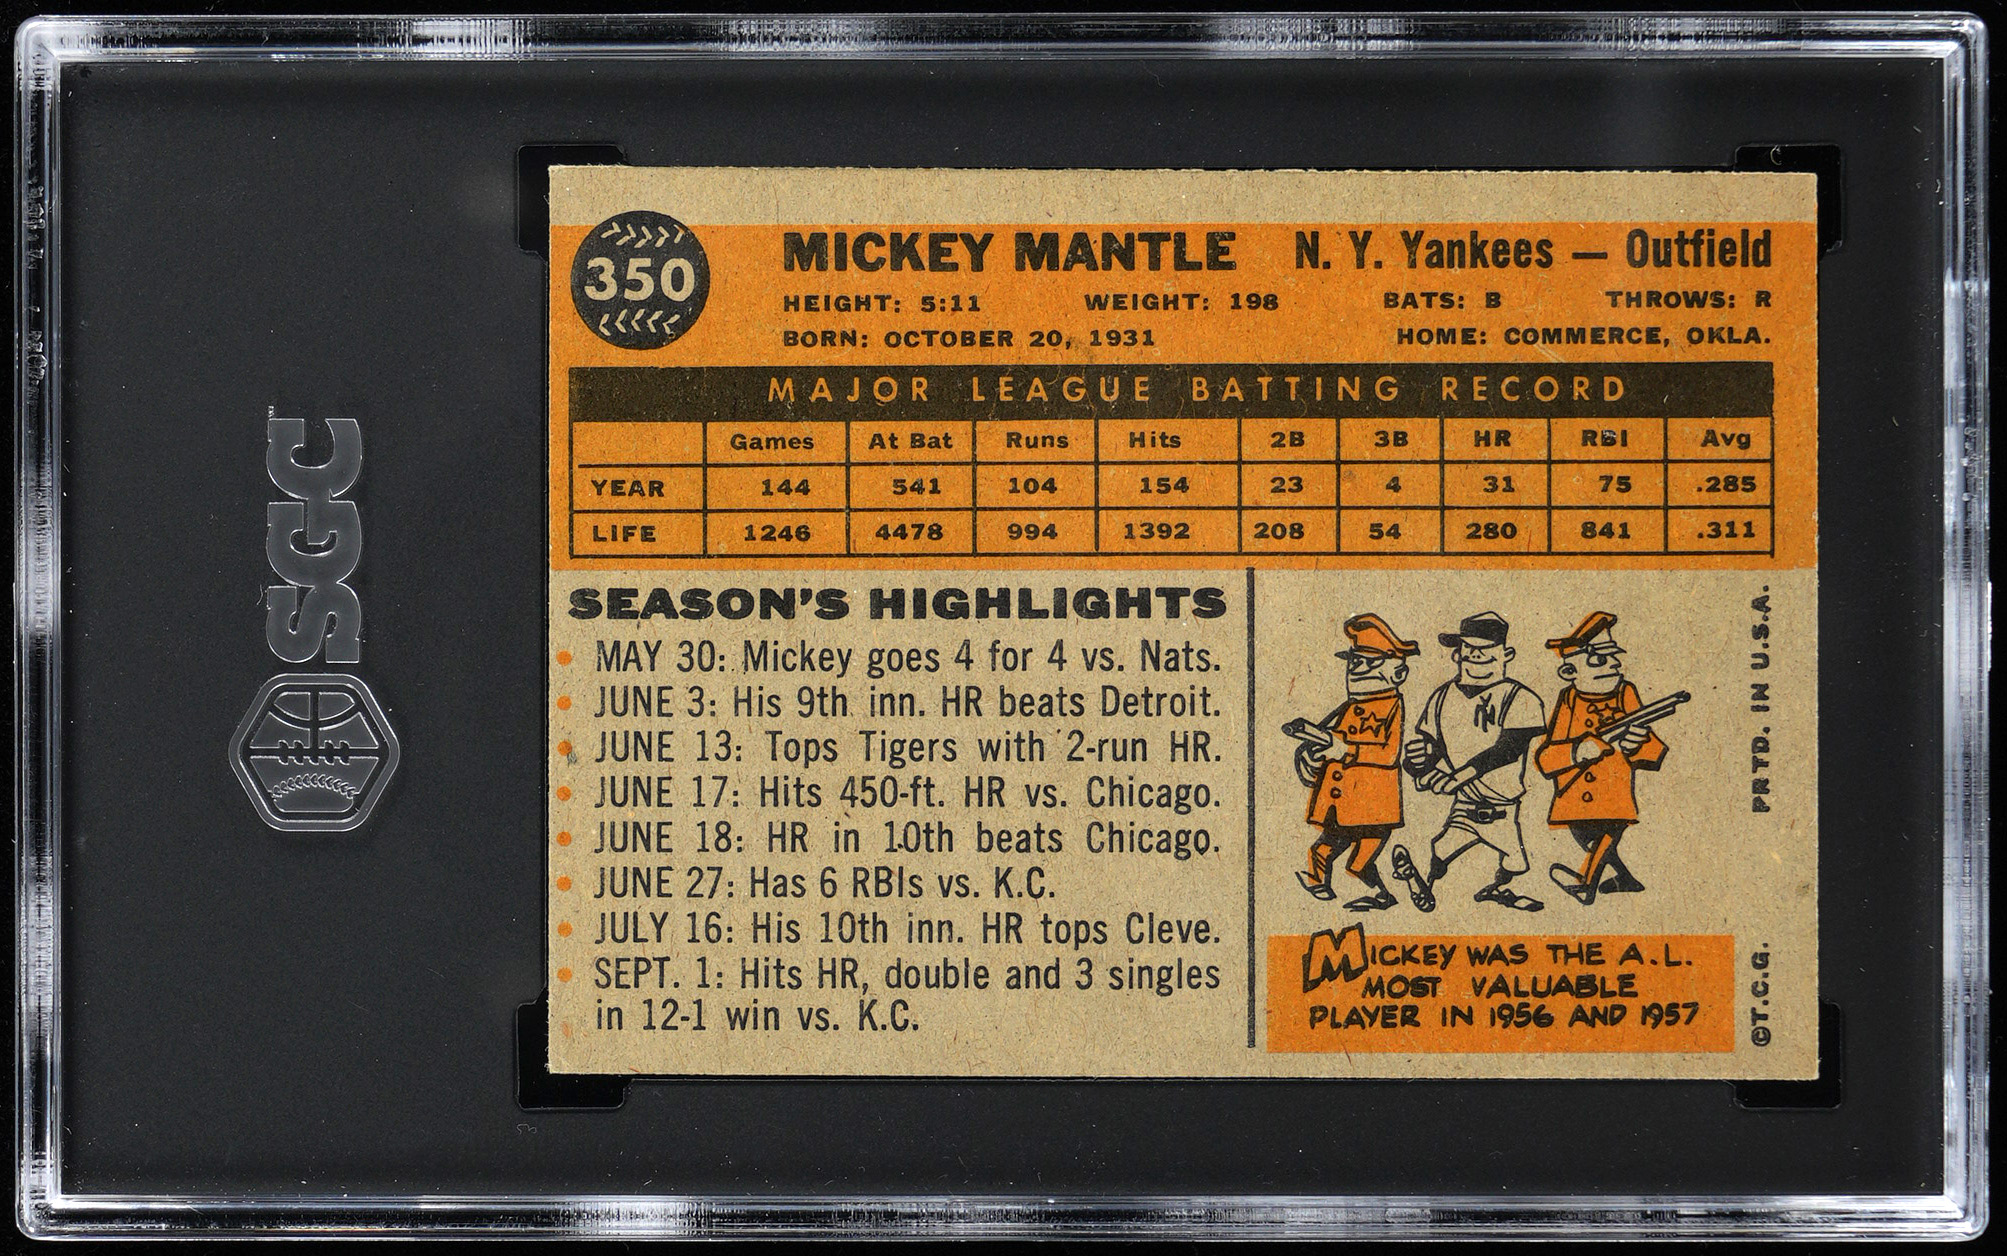 SGC
350
MICKEY MANTLE N. Y. Yankees — Outfield
HEIGHT: 5:11 WEIGHT: 198 BATS: B THROWS: R
BORN: OCTOBER 20, 1931 HOME: COMMERCE, OKLA.
MAJOR LEAGUE BATTING RECORD
Games At Bat Runs Hits 2B 3B HR RBI Avg
YEAR 144 541 104 154 23 4 31 75 .285
LIFE 1246 4478 994 1392 208 54 280 841 .311
SEASON'S HIGHLIGHTS
MAY 30: Mickey goes 4 for 4 vs. Nats.
JUNE 3: His 9th inn. HR beats Detroit.
JUNE 13: Tops Tigers with 2-run HR.
JUNE 17: Hits 450-ft. HR vs. Chicago.
JUNE 18: HR in 10th beats Chicago.
JUNE 27: Has 6 RBIs vs. K.C.
JULY 16: His 10th inn. HR tops Cleve.
SEPT. 1: Hits HR, double and 3 singles
in 12-1 win vs. K.C.
NY
MICKEY WAS THE A.L.
MOST VALUABLE
PLAYER IN 1956 AND 1957
©T.C.G. PRTD. IN U.S.A.